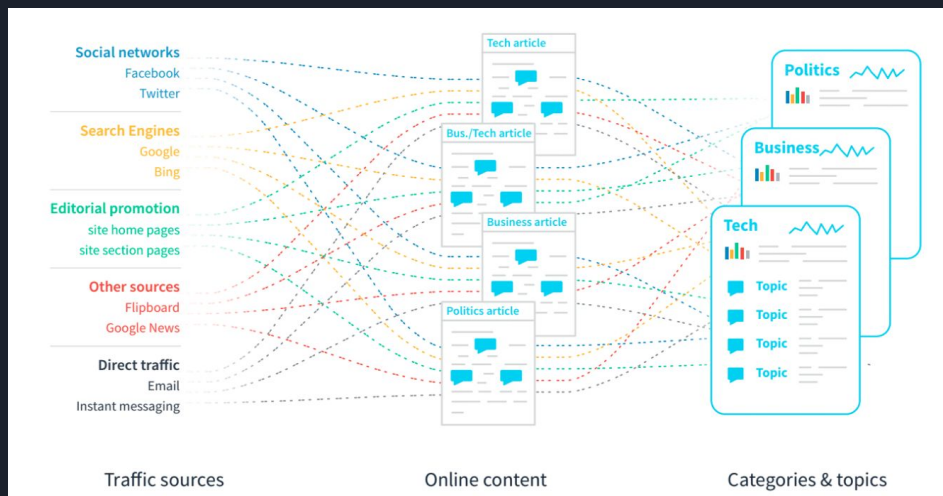 Social networks
Facebook
Twitter
Search Engines
Google
Bing
Editorial promotion
site home pages
site section pages
Other sources
Flipboard
Google News
Direct traffic
Email
Instant messaging
Traffic sources
Tech article
Bus./Tech article
Business article
Politics article
Online content
Politics
Business
Tech
Topic
Topic
Topic
Topic
Categories & topics